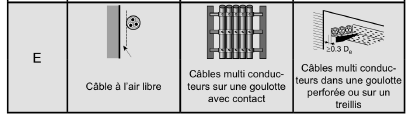 E
Câble à l'air libre
Câbles multi conduc-
teurs sur une goulotte
avec contact
≥0.3 Dₑ
Câbles multi conduc-
teurs dans une goulotte
perforée ou sur un
treillis